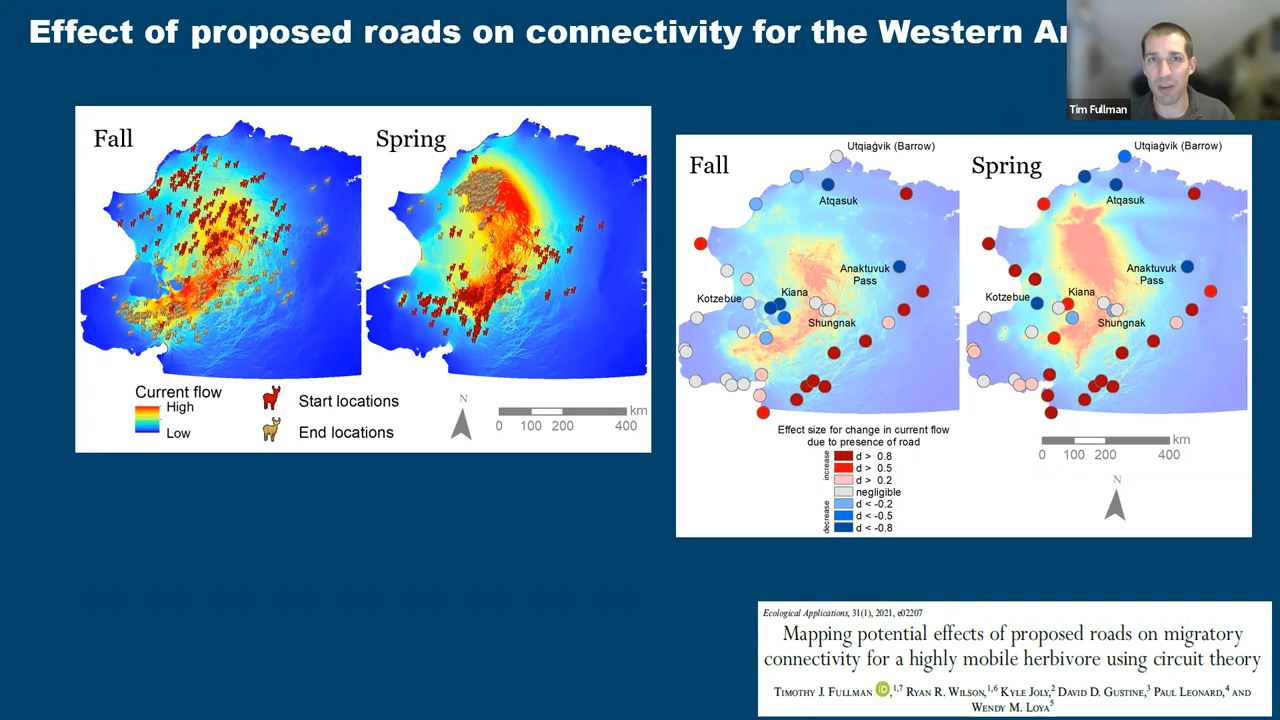 Effect of proposed roads on connectivity for the Western
Tim Fullman
Fall
Spring
Current flow
High
Low
Start locations
End locations
N
0 100 200 400
km
Fall
Spring
Utqiaġvik (Barrow)
Atqasuk
Anaktuvuk
Pass
Kiana
Kotzebue
Shungnak
Utqiaġvik (Barrow)
Atqasuk
Anaktuvuk
Pass
Kiana
Kotzebue
Shungnak
Effect size for change in current flow
due to presence of road
increase
d > 0.8
d > 0.5
d > 0.2
negligible
decrease
d < -0.2
d < -0.5
d < -0.8
km
0 100 200 400
N
Ecological Applications, 31(1), 2021, e02207
Mapping potential effects of proposed roads on migratory
connectivity for a highly mobile herbivore using circuit theory
TIMOTHY J. FULLMAN iD,1,7 RYAN R. WILSON,1,6 KYLE JOLY,2 DAVID D. GUSTINE,3 PAUL LEONARD,4 AND
WENDY M. LOYA5